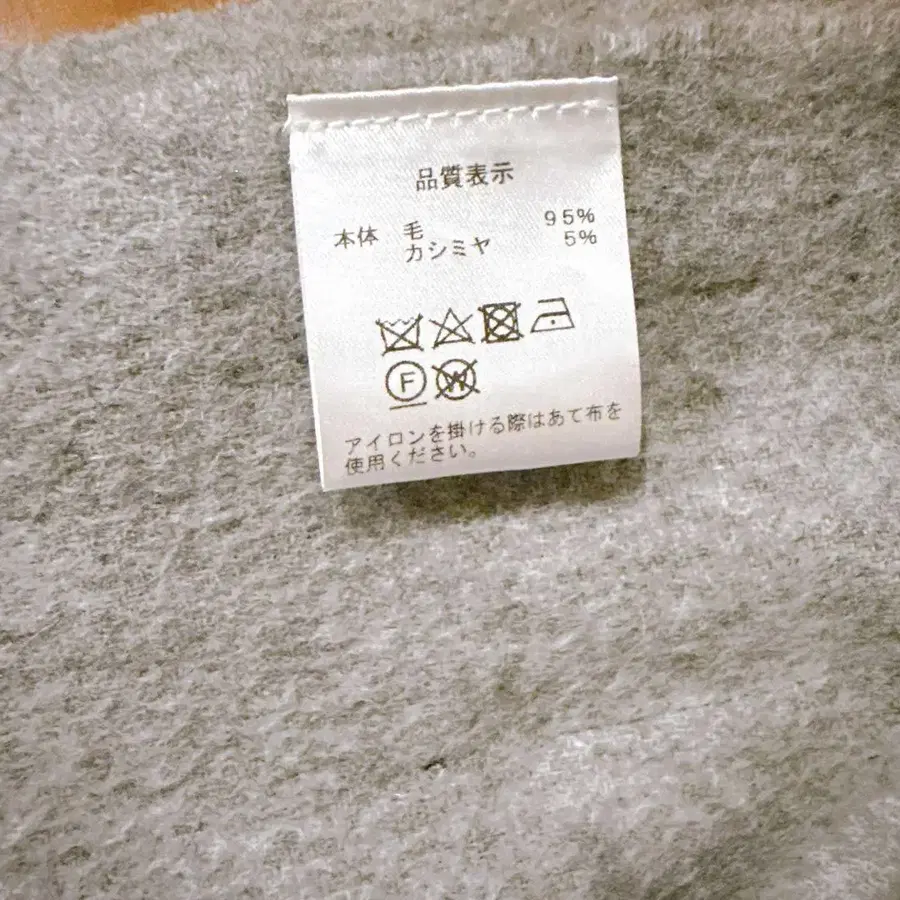 品質表示
本体 毛 95%
カシミヤ 5%
F W
アイロンを掛ける際はあて布を
使用ください。